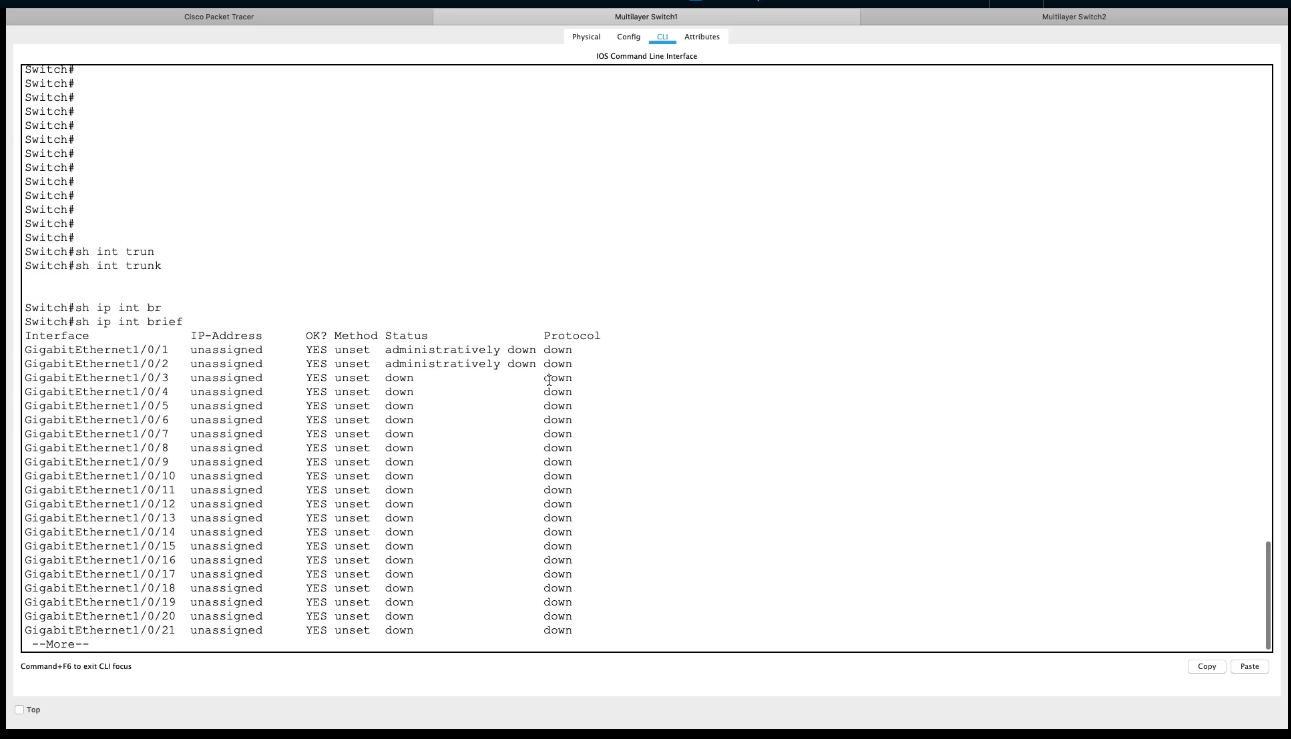 Cisco Packet Tracer Multilayer Switch1 Multilayer Switch2
Physical Config CLI Attributes
IOS Command Line Interface
Switch#
Switch#
Switch#
Switch#
Switch#
Switch#
Switch#
Switch#
Switch#
Switch#
Switch#
Switch#
Switch#
Switch#sh int trun
Switch#sh int trunk
Switch#sh ip int br
Switch#sh ip int brief
Interface IP-Address OK? Method Status Protocol
GigabitEthernet1/0/1 unassigned YES unset administratively down down
GigabitEthernet1/0/2 unassigned YES unset administratively down down
GigabitEthernet1/0/3 unassigned YES unset down down
GigabitEthernet1/0/4 unassigned YES unset down down
GigabitEthernet1/0/5 unassigned YES unset down down
GigabitEthernet1/0/6 unassigned YES unset down down
GigabitEthernet1/0/7 unassigned YES unset down down
GigabitEthernet1/0/8 unassigned YES unset down down
GigabitEthernet1/0/9 unassigned YES unset down down
GigabitEthernet1/0/10 unassigned YES unset down down
GigabitEthernet1/0/11 unassigned YES unset down down
GigabitEthernet1/0/12 unassigned YES unset down down
GigabitEthernet1/0/13 unassigned YES unset down down
GigabitEthernet1/0/14 unassigned YES unset down down
GigabitEthernet1/0/15 unassigned YES unset down down
GigabitEthernet1/0/16 unassigned YES unset down down
GigabitEthernet1/0/17 unassigned YES unset down down
GigabitEthernet1/0/18 unassigned YES unset down down
GigabitEthernet1/0/19 unassigned YES unset down down
GigabitEthernet1/0/20 unassigned YES unset down down
GigabitEthernet1/0/21 unassigned YES unset down down
--More--
Command+F6 to exit CLI focus
Copy Paste
Top